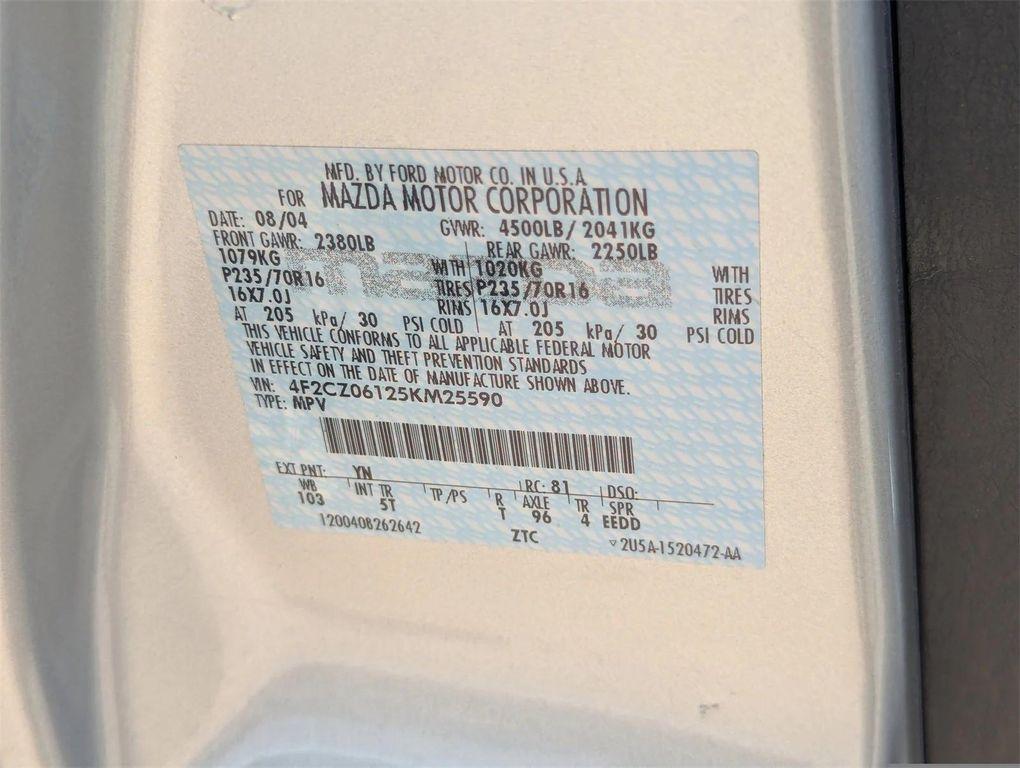 MFD. BY FORD MOTOR CO. IN U.S.A
FOR MAZDA MOTOR CORPORATION
DATE: 08/04 GVWR: 4500LB/ 2041KG
FRONT GAWR: 2380LB REAR GAWR: 2250LB
1079KG WITH 1020KG WITH
P235/70R16 TIRES P235/70R16 TIRES
16X7.0J RIMS 16X7.0J RIMS
AT 205 kPa/ 30 PSI COLD AT 205 kPa/ 30 PSI COLD
THIS VEHICLE CONFORMS TO ALL APPLICABLE FEDERAL MOTOR
VEHICLE SAFETY AND THEFT PREVENTION STANDARDS
IN EFFECT ON THE DATE OF MANUFACTURE SHOWN ABOVE.
VIN: 4F2CZ06125KM25590
TYPE: MPV
EXT PNT: YN RC: 81 DSO:
WB INT TR TP/PS R AXLE TR SPR
103 5T T 96 4 EEDD
1200408262642 ZTC ▽2U5A-1520472-AA